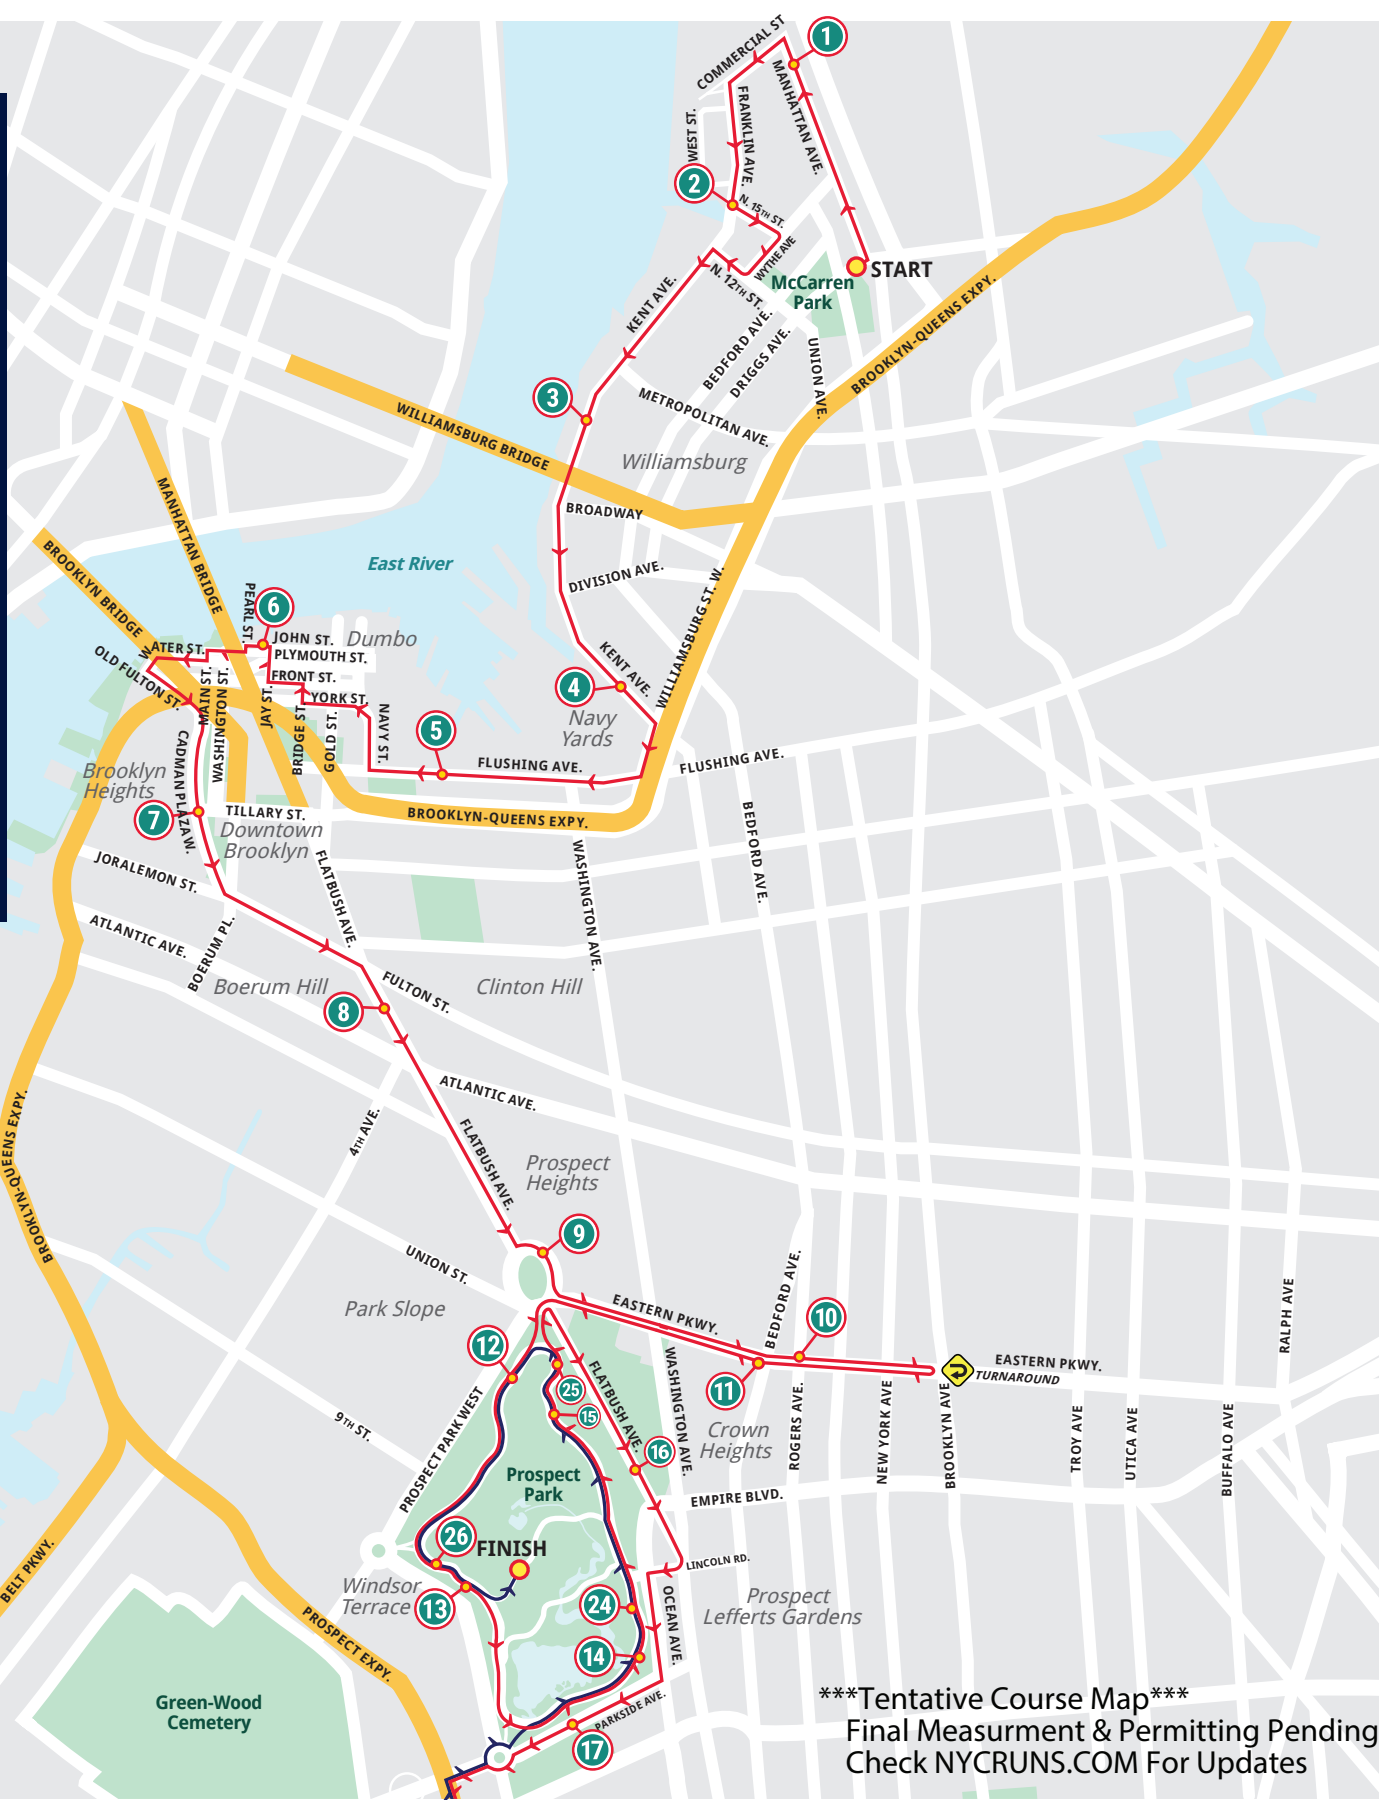 COMMERCIAL ST
1
MANHATTAN AVE.
FRANKLIN AVE.
WEST ST.
2
N. 15TH ST.
WYTHE AVE
START
McCarren
Park
N. 12TH ST.
KENT AVE.
BEDFORD AVE.
DRIGGS AVE.
UNION AVE.
BROOKLYN-QUEENS EXPY.
3
METROPOLITAN AVE.
WILLIAMSBURG BRIDGE
Williamsburg
MANHATTAN BRIDGE
BROADWAY
BROOKLYN BRIDGE
East River
DIVISION AVE.
WILLIAMSBURG ST. W.
PEARL ST.
6
JOHN ST.
Dumbo
WATER ST.
PLYMOUTH ST.
OLD FULTON ST.
FRONT ST.
KENT AVE.
4
MAIN ST.
WASHINGTON ST.
JAY ST.
YORK ST.
BRIDGE ST.
GOLD ST.
NAVY ST.
5
Navy
Yards
CADMAN PLAZA W.
FLUSHING AVE.
FLUSHING AVE.
Brooklyn
Heights
7
TILLARY ST.
BROOKLYN-QUEENS EXPY.
Downtown
Brooklyn
BEDFORD AVE.
JORALEMON ST.
FLATBUSH AVE.
WASHINGTON AVE.
ATLANTIC AVE.
BOERUM PL.
Boerum Hill
FULTON ST.
Clinton Hill
8
ATLANTIC AVE.
BROOKLYN-QUEENS EXPY.
4TH AVE.
FLATBUSH AVE.
Prospect
Heights
BROOKLYN
9
UNION ST.
BEDFORD AVE.
RALPH AVE
Park Slope
EASTERN PKWY.
10
12
EASTERN PKWY.
TURNAROUND
11
WASHINGTON AVE.
FLATBUSH AVE.
25
15
PROSPECT PARK WEST
9TH ST.
Crown
Heights
ROGERS AVE.
NEW YORK AVE
BROOKLYN AVE
TROY AVE
UTICA AVE
BUFFALO AVE
16
Prospect
Park
EMPIRE BLVD.
26
FINISH
LINCOLN RD.
BELT PKWY.
Windsor
Terrace
13
24
OCEAN AVE.
Prospect
Lefferts Gardens
PROSPECT EXPY.
14
Green-Wood
Cemetery
PARKSIDE AVE.
17
***Tentative Course Map***
Final Measurment & Permitting Pending
Check NYCRUNS.COM For Updates